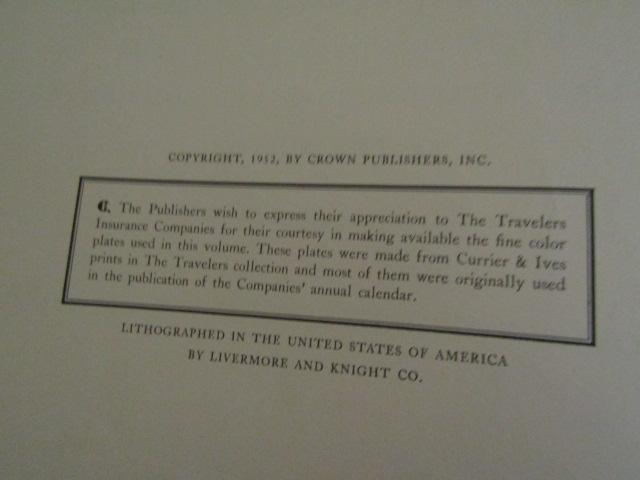 COPYRIGHT, 1952, BY CROWN PUBLISHERS, INC.
₵. The Publishers wish to express their appreciation to The Travelers
Insurance Companies for their courtesy in making available the fine color
plates used in this volume. These plates were made from Currier & Ives
prints in The Travelers collection and most of them were originally used
in the publication of the Companies' annual calendar.
LITHOGRAPHED IN THE UNITED STATES OF AMERICA
BY LIVERMORE AND KNIGHT CO.